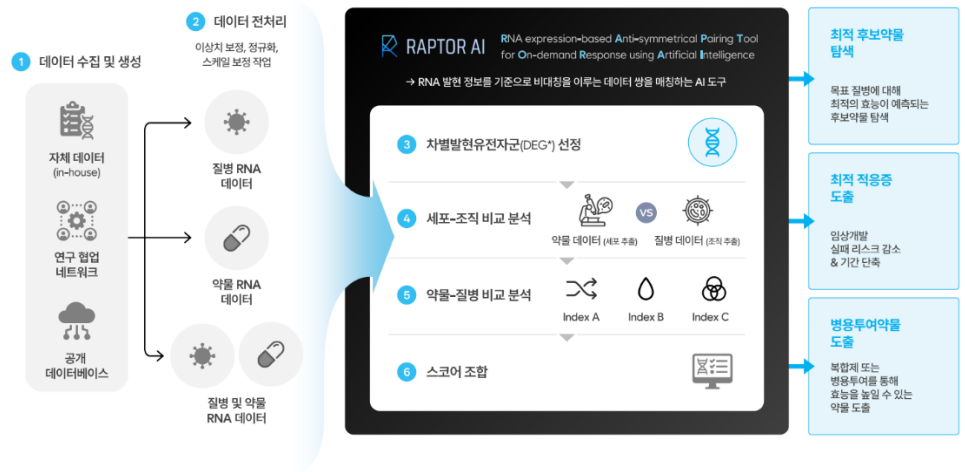 1 데이터 수집 및 생성
자체 데이터
(in-house)
연구 협업
네트워크
공개
데이터베이스
2 데이터 전처리
이상치 보정, 정규화,
스케일 보정 작업
질병 RNA
데이터
약물 RNA
데이터
질병 및 약물
RNA 데이터
RAPTOR AI
RNA expression-based Anti-symmetrical Pairing Tool
for On-demand Response using Artificial Intelligence
→ RNA 발현 정보를 기준으로 비대칭을 이루는 데이터 쌍을 매칭하는 AI 도구
3 차별발현유전자군(DEG*) 선정
4 세포-조직 비교 분석
VS
약물 데이터 (세포 추출) 질병 데이터 (조직 추출)
5 약물-질병 비교 분석
Index A Index B Index C
6 스코어 조합
최적 후보약물
탐색
목표 질병에 대해
최적의 효능이 예측되는
후보약물 탐색
최적 적응증
도출
임상개발
실패 리스크 감소
& 기간 단축
병용투여약물
도출
복합제 또는
병용투여를 통해
효능을 높일 수 있는
약물 도출